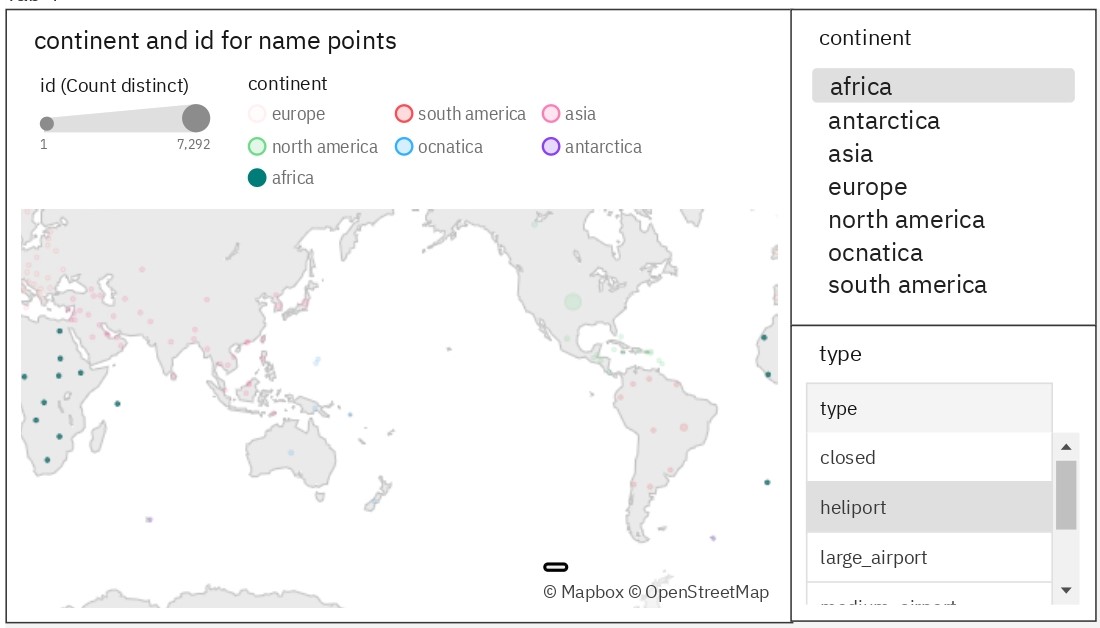 continent and id for name points
id (Count distinct)
1
7,292
continent
europe
south america
asia
north america
ocnatica
antarctica
africa
© Mapbox © OpenStreetMap
continent
africa
antarctica
asia
europe
north america
ocnatica
south america
type
type
closed
heliport
large_airport